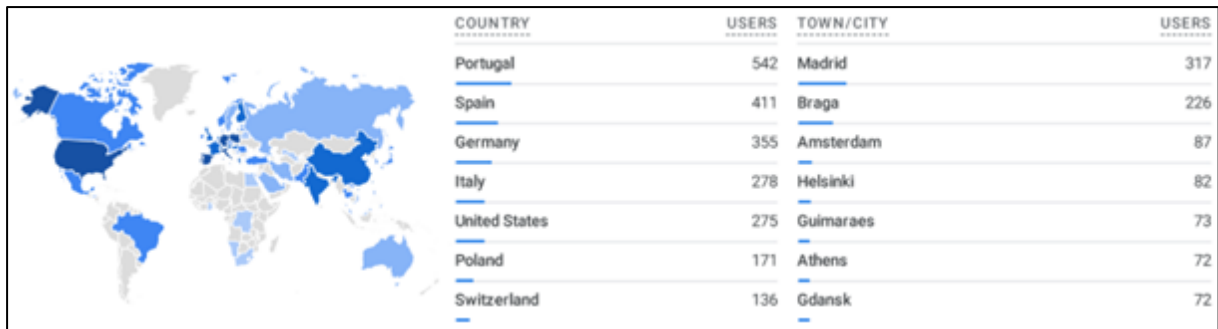 COUNTRY USERS TOWN/CITY USERS
Portugal 542 Madrid 317
Spain 411 Braga 226
Germany 355 Amsterdam 87
Italy 278 Helsinki 82
United States 275 Guimaraes 73
Poland 171 Athens 72
Switzerland 136 Gdansk 72